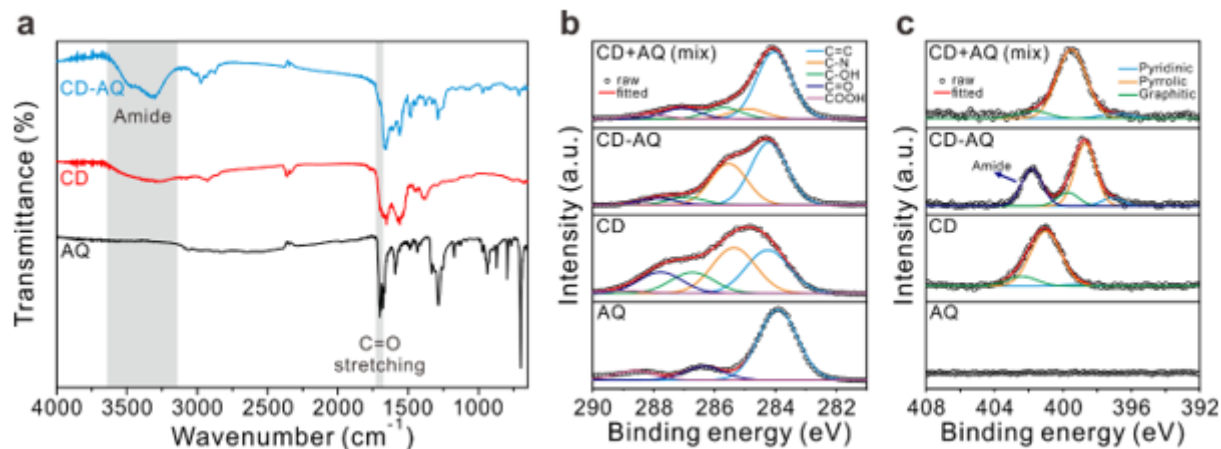 a
CD-AQ
Amide
CD
AQ
C=O
stretching
Transmittance (%)
4000 3500 3000 2500 2000 1500 1000
Wavenumber (cm-1)
b
CD+AQ (mix)
raw
fitted
C=C
C-N
C-OH
C=O
COOH
CD-AQ
CD
AQ
Intensity (a.u.)
290 288 286 284 282
Binding energy (eV)
c
CD+AQ (mix)
raw
fitted
Pyridinic
Pyrrolic
Graphitic
CD-AQ
Amide
CD
AQ
Intensity (a.u.)
408 404 400 396 392
Binding energy (eV)